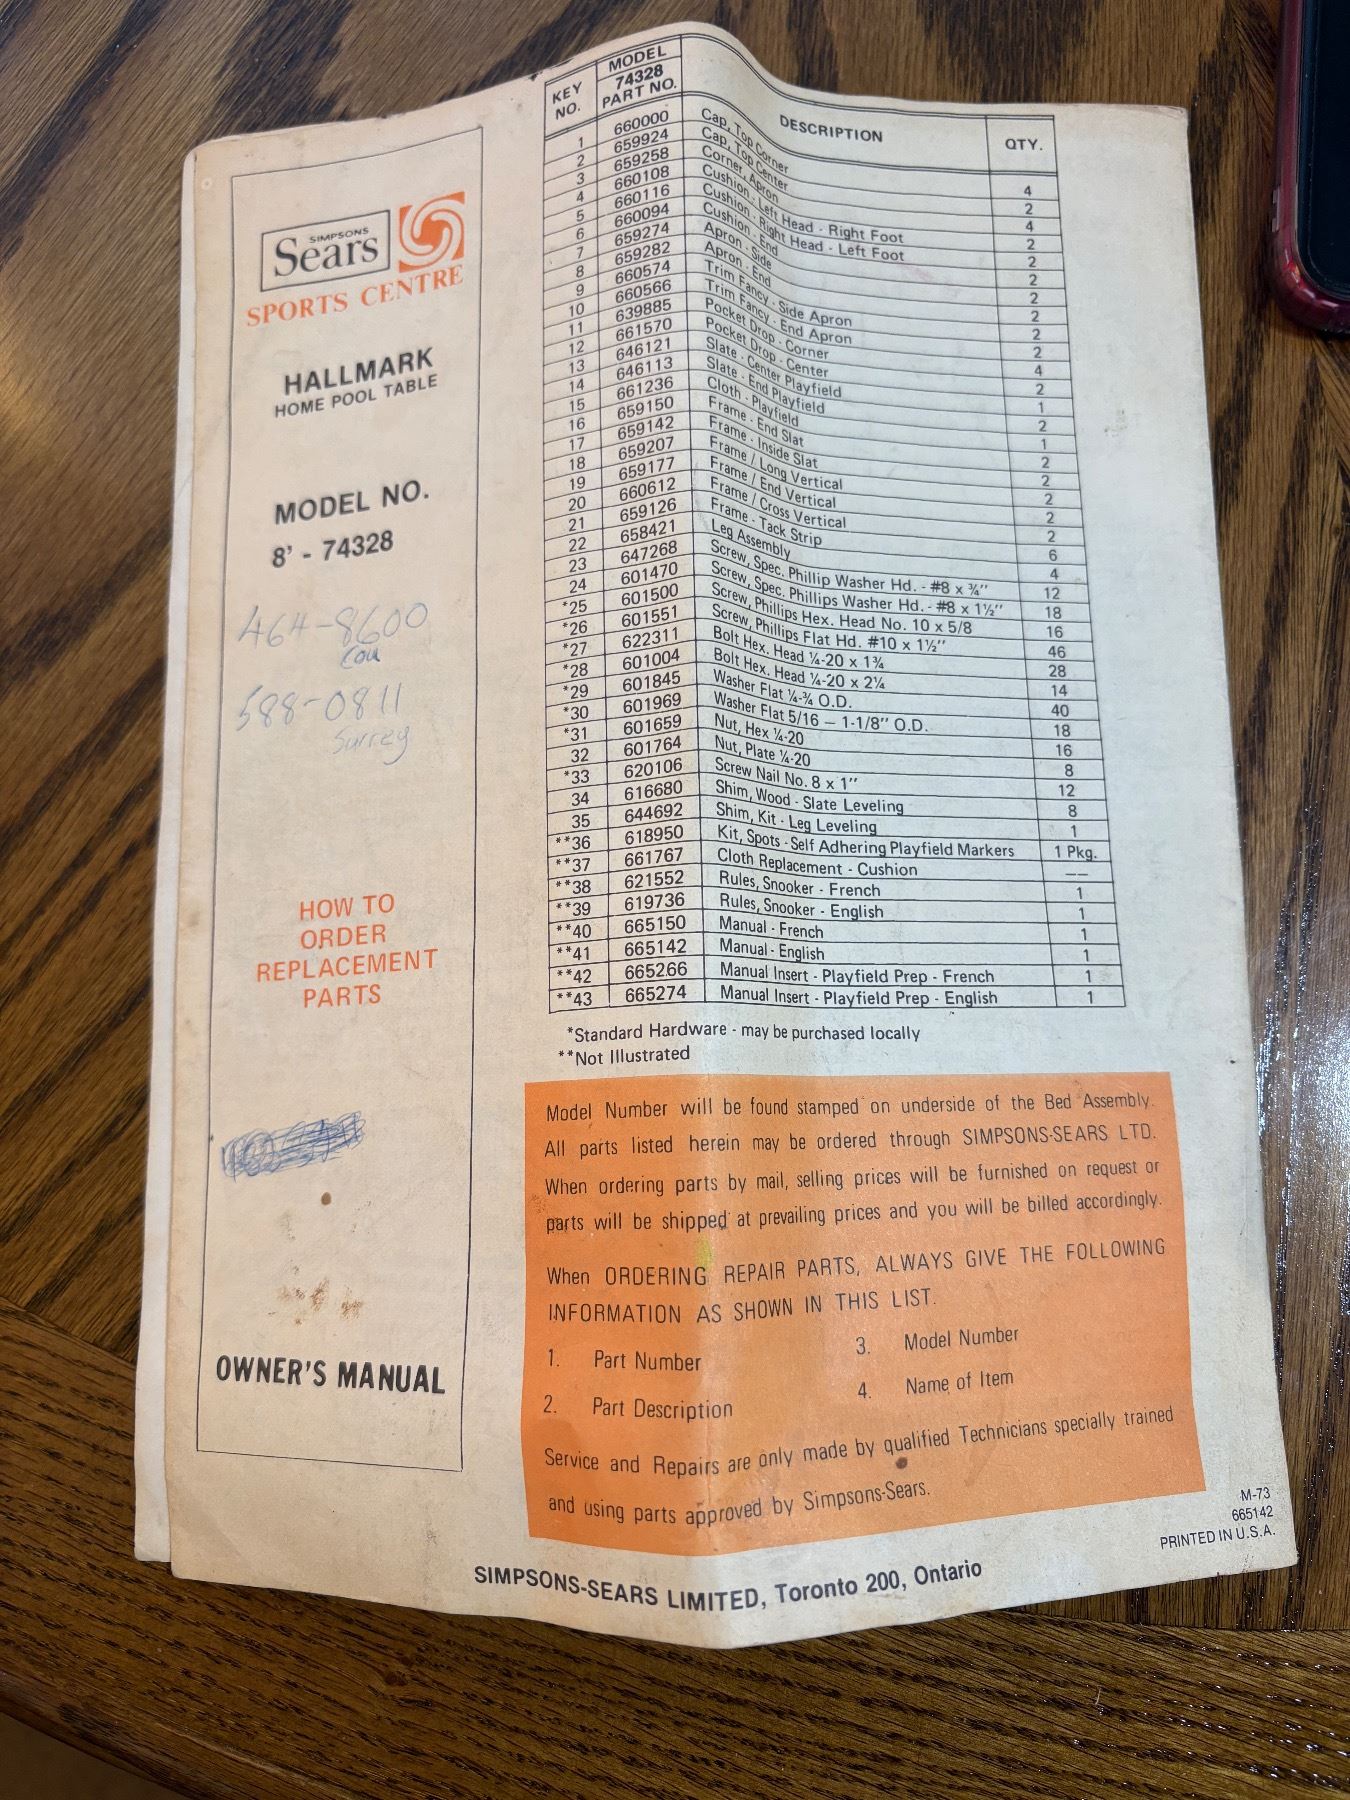 SIMPSONS
Sears
SPORTS CENTRE
HALLMARK
HOME POOL TABLE
MODEL NO.
8' - 74328
464-8600
Coq
588-0811
Surrey
HOW TO
ORDER
REPLACEMENT
PARTS
OWNER'S MANUAL
KEY NO. MODEL 74328 PART NO. DESCRIPTION QTY.
1 660000 Cap, Top Corner 4
2 659924 Cap, Top Center 2
3 659258 Corner, Apron 4
4 660108 Cushion - Left Head - Right Foot 2
5 660116 Cushion - Right Head - Left Foot 2
6 660094 Cushion - End 2
7 659274 Apron - Side 2
8 659282 Apron - End 2
9 660574 Trim Fancy - Side Apron 2
10 660566 Trim Fancy - End Apron 2
11 639885 Pocket Drop - Corner 4
12 661570 Pocket Drop - Center 2
13 646121 Slate - Center Playfield 1
14 646113 Slate - End Playfield 2
15 661236 Cloth - Playfield 1
16 659150 Frame - End Slat 2
17 659142 Frame - Inside Slat 2
18 659207 Frame / Long Vertical 2
19 659177 Frame / End Vertical 2
20 660612 Frame / Cross Vertical 2
21 659126 Frame - Tack Strip 6
22 658421 Leg Assembly 4
23 647268 Screw, Spec. Phillip Washer Hd. - #8 x ¾" 12
24 601470 Screw, Spec. Phillips Washer Hd. - #8 x 1½" 18
*25 601500 Screw, Phillips Hex. Head No. 10 x 5/8 16
*26 601551 Screw, Phillips Flat Hd. #10 x 1½" 46
*27 622311 Bolt Hex. Head ¼-20 x 1¾ 28
*28 601004 Bolt Hex. Head ¼-20 x 2¼ 14
*29 601845 Washer Flat ¼-¾ O.D. 40
*30 601969 Washer Flat 5/16 — 1-1/8" O.D. 18
*31 601659 Nut, Hex ¼-20 16
32 601764 Nut, Plate ¼-20 8
*33 620106 Screw Nail No. 8 x 1" 12
34 616680 Shim, Wood - Slate Leveling 8
35 644692 Shim, Kit - Leg Leveling 1
**36 618950 Kit, Spots - Self Adhering Playfield Markers 1 Pkg.
**37 661767 Cloth Replacement - Cushion ——
**38 621552 Rules, Snooker - French 1
**39 619736 Rules, Snooker - English 1
**40 665150 Manual - French 1
**41 665142 Manual - English 1
**42 665266 Manual Insert - Playfield Prep - French 1
**43 665274 Manual Insert - Playfield Prep - English 1
*Standard Hardware - may be purchased locally
**Not Illustrated
Model Number will be found stamped on underside of the Bed Assembly.
All parts listed herein may be ordered through SIMPSONS-SEARS LTD.
When ordering parts by mail, selling prices will be furnished on request or
parts will be shipped at prevailing prices and you will be billed accordingly.
When ORDERING REPAIR PARTS, ALWAYS GIVE THE FOLLOWING
INFORMATION AS SHOWN IN THIS LIST.
1. Part Number
2. Part Description
3. Model Number
4. Name of Item
Service and Repairs are only made by qualified Technicians specially trained
and using parts approved by Simpsons-Sears.
M-73
665142
PRINTED IN U.S.A.
SIMPSONS-SEARS LIMITED, Toronto 200, Ontario